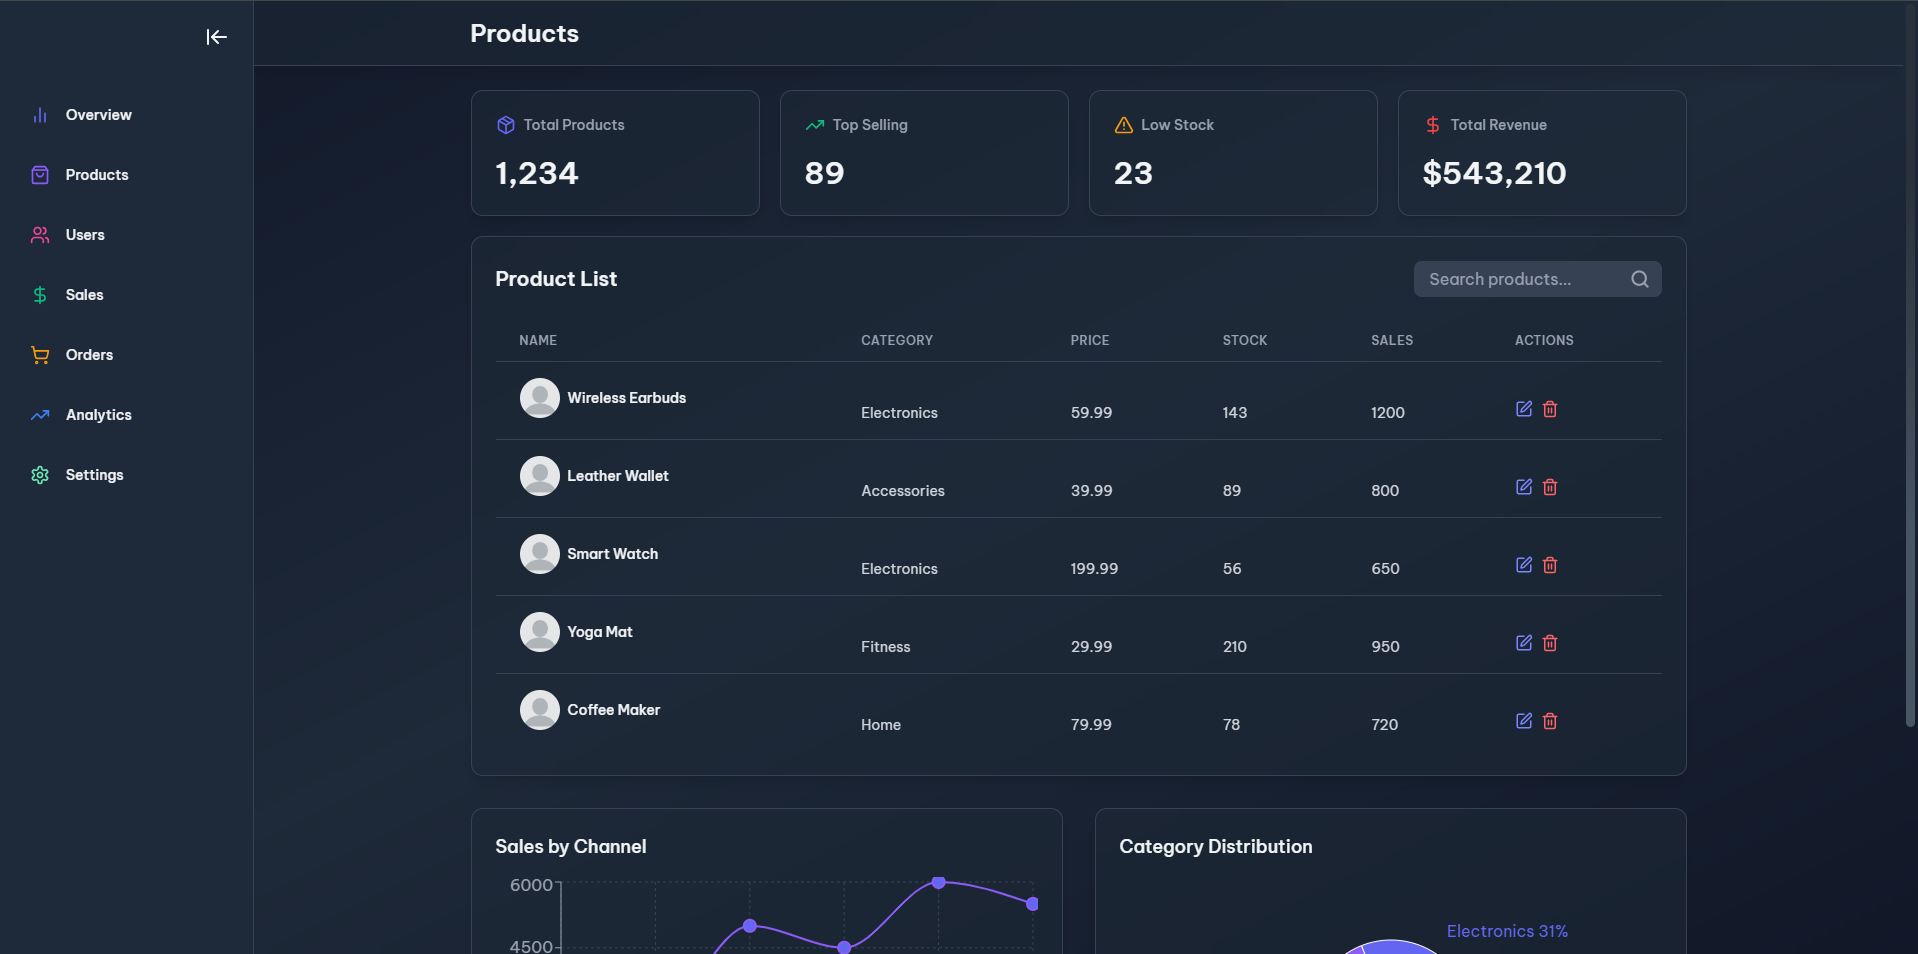 Products
Overview
Products
Users
Sales
Orders
Analytics
Settings
Total Products
1,234
Top Selling
89
Low Stock
23
Total Revenue
$543,210
Product List
Search products...
NAME CATEGORY PRICE STOCK SALES ACTIONS
Wireless Earbuds Electronics 59.99 143 1200
Leather Wallet Accessories 39.99 89 800
Smart Watch Electronics 199.99 56 650
Yoga Mat Fitness 29.99 210 950
Coffee Maker Home 79.99 78 720
Sales by Channel
6000
4500
Category Distribution
Electronics 31%